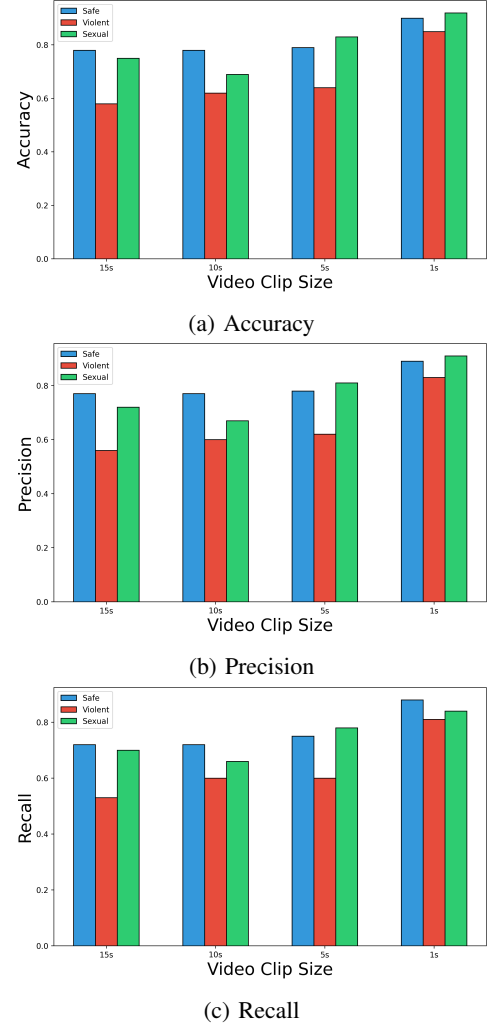 Safe
Violent
Sexual
0.8
0.6
0.4
0.2
0.0
Accuracy
15s 10s 5s 1s
Video Clip Size
(a) Accuracy
Safe
Violent
Sexual
0.8
0.6
0.4
0.2
0.0
Precision
15s 10s 5s 1s
Video Clip Size
(b) Precision
Safe
Violent
Sexual
0.8
0.6
0.4
0.2
0.0
Recall
15s 10s 5s 1s
Video Clip Size
(c) Recall